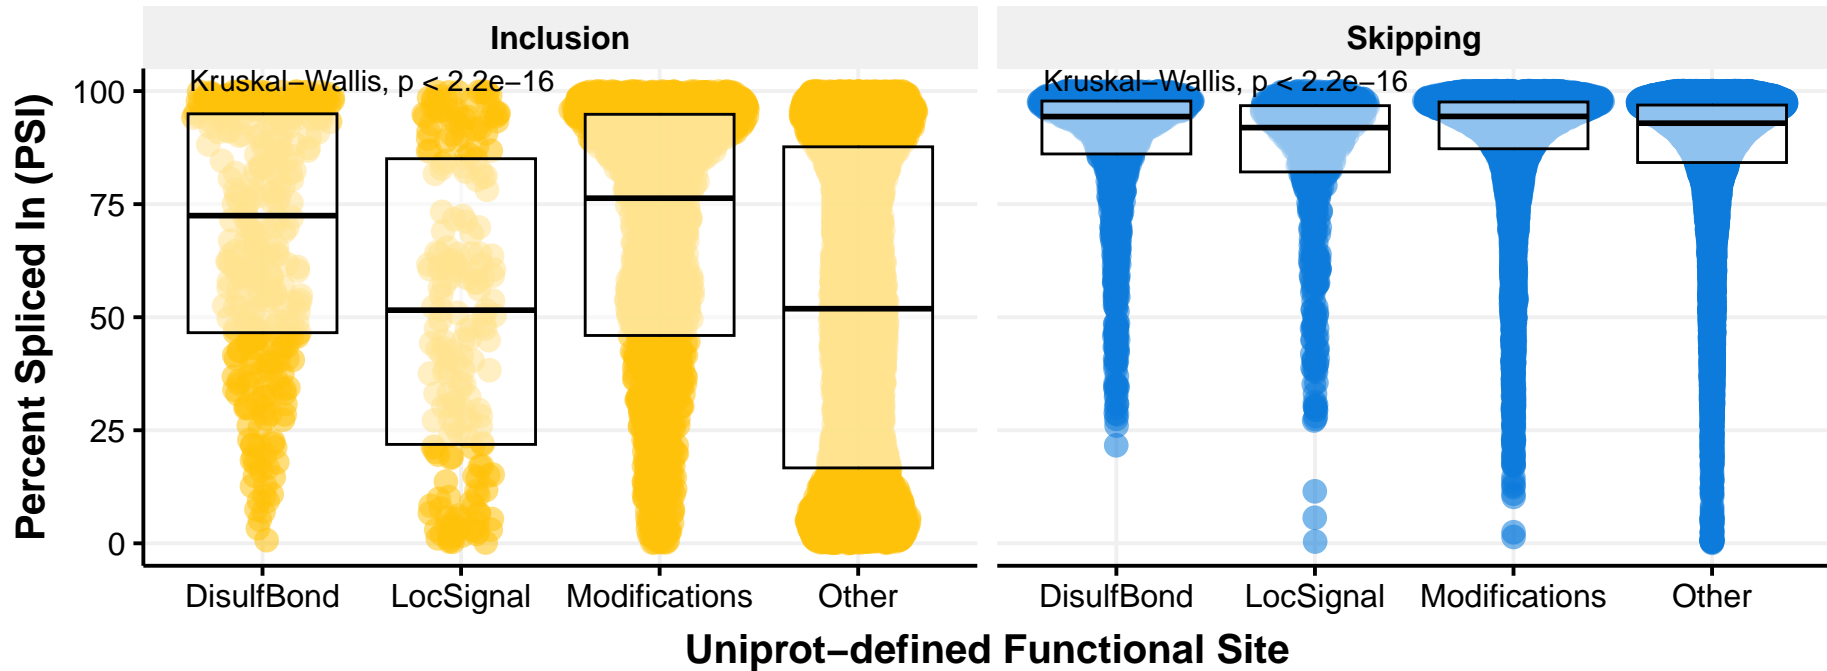 Inclusion
Skipping
Kruskal−Wallis, p < 2.2e−16
Kruskal−Wallis, p < 2.2e−16
Percent Spliced In (PSI)
100
75
50
25
0
DisulfBond LocSignal Modifications Other
DisulfBond LocSignal Modifications Other
Uniprot−defined Functional Site